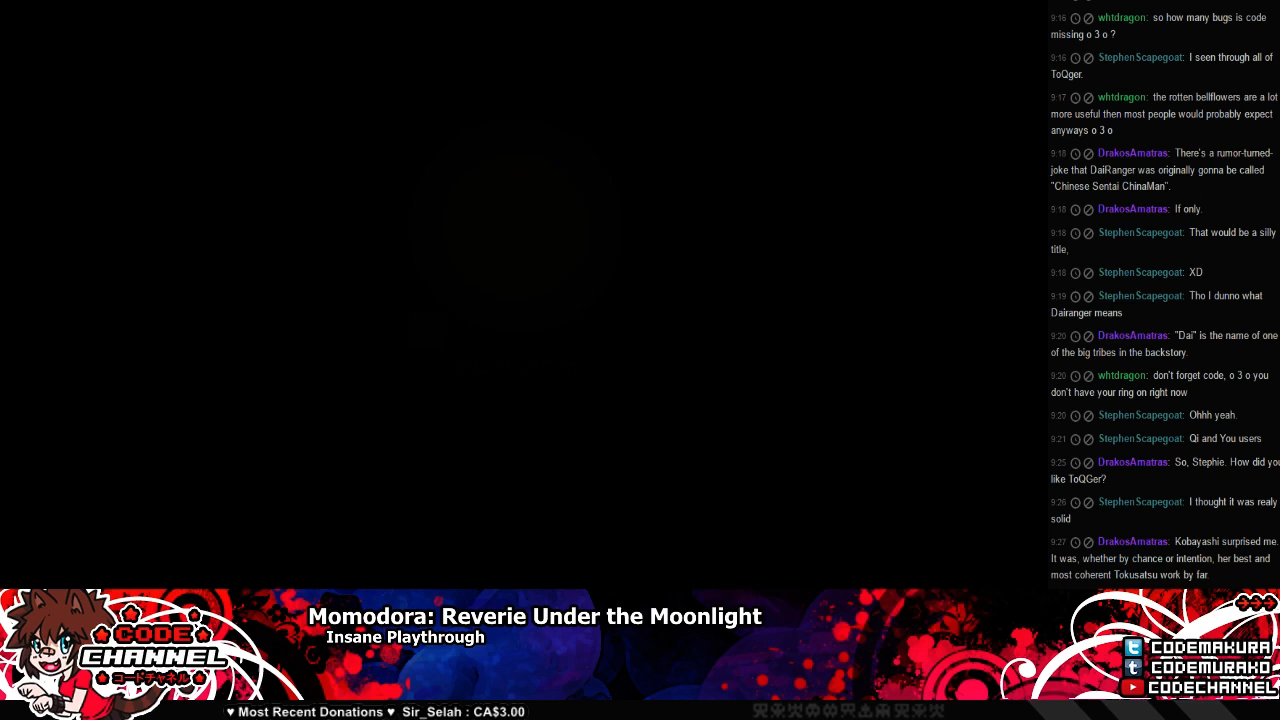 9:16 whtdragon: so how many bugs is code
missing o 3 o ?
9:16 StephenScapegoat: I seen through all of
ToQger.
9:17 whtdragon: the rotten bellflowers are a lot
more useful then most people would probably expect
anyways o 3 o
9:18 DrakosAmatras: There's a rumor-turned-
joke that DaiRanger was originally gonna be called
"Chinese Sentai ChinaMan".
9:18 DrakosAmatras: If only.
9:18 StephenScapegoat: That would be a silly
title,
9:18 StephenScapegoat: XD
9:19 StephenScapegoat: Tho I dunno what
Dairanger means
9:20 DrakosAmatras: "Dai" is the name of one
of the big tribes in the backstory.
9:20 whtdragon: don't forget code, o 3 o you
don't have your ring on right now
9:20 StephenScapegoat: Ohhh yeah.
9:21 StephenScapegoat: Qi and You users
9:25 DrakosAmatras: So, Stephie. How did you
like ToQGer?
9:26 StephenScapegoat: I thought it was realy
solid
9:27 DrakosAmatras: Kobayashi surprised me.
It was, whether by chance or intention, her best and
most coherent Tokusatsu work by far.
Momodora: Reverie Under the Moonlight
Insane Playthrough
CODE
CHANNEL
コードチャンネル
CODEMAKURA
CODEMURAKO
CODECHANNEL
♥ Most Recent Donations ♥ Sir_Selah : CA$3.00